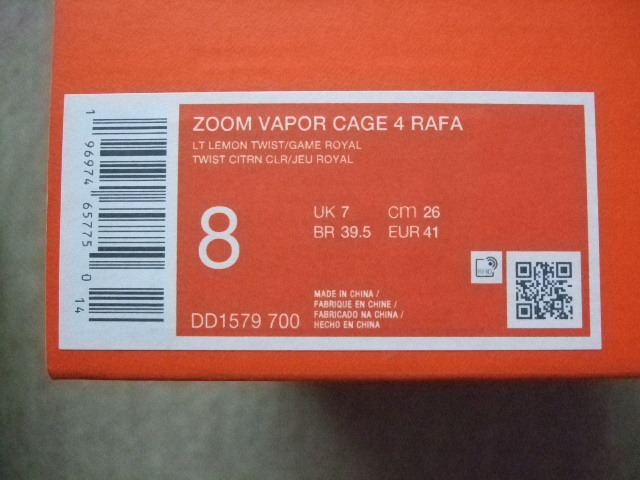 ZOOM VAPOR CAGE 4 RAFA
LT LEMON TWIST/GAME ROYAL
TWIST CITRN CLR/JEU ROYAL
8
UK 7 cm 26
BR 39.5 EUR 41
DD1579 700
MADE IN CHINA /
FABRIQUE EN CHINE /
FABRICADO NA CHINA /
HECHO EN CHINA
RFID
1 96974 65775 0 14